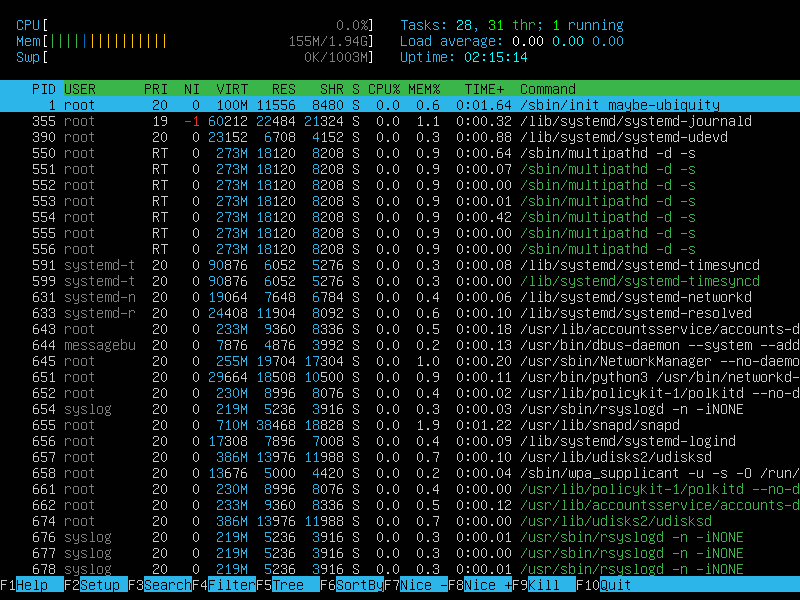 CPU[ 0.0%] Tasks: 28, 31 thr; 1 running
Mem[||||||||||||||| 155M/1.94G] Load average: 0.00 0.00 0.00
Swp[ 0K/1003M] Uptime: 02:15:14
PID USER PRI NI VIRT RES SHR S CPU% MEM% TIME+ Command
1 root 20 0 100M 11556 8480 S 0.0 0.6 0:01.64 /sbin/init maybe-ubiquity
355 root 19 -1 60212 22484 21324 S 0.0 1.1 0:00.32 /lib/systemd/systemd-journald
390 root 20 0 23152 6708 4152 S 0.0 0.3 0:00.88 /lib/systemd/systemd-udevd
550 root RT 0 273M 18120 8208 S 0.0 0.9 0:00.64 /sbin/multipathd -d -s
551 root RT 0 273M 18120 8208 S 0.0 0.9 0:00.07 /sbin/multipathd -d -s
552 root RT 0 273M 18120 8208 S 0.0 0.9 0:00.00 /sbin/multipathd -d -s
553 root RT 0 273M 18120 8208 S 0.0 0.9 0:00.01 /sbin/multipathd -d -s
554 root RT 0 273M 18120 8208 S 0.0 0.9 0:00.42 /sbin/multipathd -d -s
555 root RT 0 273M 18120 8208 S 0.0 0.9 0:00.00 /sbin/multipathd -d -s
556 root RT 0 273M 18120 8208 S 0.0 0.9 0:00.00 /sbin/multipathd -d -s
591 systemd-t 20 0 90876 6052 5276 S 0.0 0.3 0:00.08 /lib/systemd/systemd-timesyncd
599 systemd-t 20 0 90876 6052 5276 S 0.0 0.3 0:00.00 /lib/systemd/systemd-timesyncd
631 systemd-n 20 0 19064 7648 6784 S 0.0 0.4 0:00.06 /lib/systemd/systemd-networkd
633 systemd-r 20 0 24408 11904 8092 S 0.0 0.6 0:00.10 /lib/systemd/systemd-resolved
643 root 20 0 233M 9360 8336 S 0.0 0.5 0:00.18 /usr/lib/accountsservice/accounts-d
644 messagebu 20 0 7876 4876 3992 S 0.0 0.2 0:00.13 /usr/bin/dbus-daemon --system --add
645 root 20 0 255M 19704 17304 S 0.0 1.0 0:00.20 /usr/sbin/NetworkManager --no-daemo
651 root 20 0 29664 18508 10500 S 0.0 0.9 0:00.11 /usr/bin/python3 /usr/bin/networkd-
652 root 20 0 230M 8996 8076 S 0.0 0.4 0:00.02 /usr/lib/policykit-1/polkitd --no-d
654 syslog 20 0 219M 5236 3916 S 0.0 0.3 0:00.03 /usr/sbin/rsyslogd -n -iNONE
655 root 20 0 710M 38468 18828 S 0.0 1.9 0:01.22 /usr/lib/snapd/snapd
656 root 20 0 17308 7896 7008 S 0.0 0.4 0:00.09 /lib/systemd/systemd-logind
657 root 20 0 386M 13976 11988 S 0.0 0.7 0:00.10 /usr/lib/udisks2/udisksd
658 root 20 0 13676 5000 4420 S 0.0 0.2 0:00.04 /sbin/wpa_supplicant -u -s -O /run/
661 root 20 0 230M 8996 8076 S 0.0 0.4 0:00.00 /usr/lib/policykit-1/polkitd --no-d
662 root 20 0 233M 9360 8336 S 0.0 0.5 0:00.12 /usr/lib/accountsservice/accounts-d
674 root 20 0 386M 13976 11988 S 0.0 0.7 0:00.00 /usr/lib/udisks2/udisksd
676 syslog 20 0 219M 5236 3916 S 0.0 0.3 0:00.01 /usr/sbin/rsyslogd -n -iNONE
677 syslog 20 0 219M 5236 3916 S 0.0 0.3 0:00.00 /usr/sbin/rsyslogd -n -iNONE
678 syslog 20 0 219M 5236 3916 S 0.0 0.3 0:00.01 /usr/sbin/rsyslogd -n -iNONE
F1Help F2Setup F3SearchF4FilterF5Tree F6SortByF7Nice -F8Nice +F9Kill F10Quit